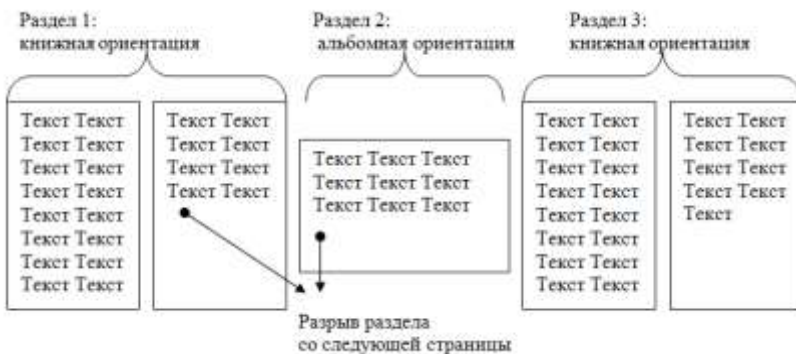 Раздел 1:
книжная ориентация
Раздел 2:
альбомная ориентация
Раздел 3:
книжная ориентация
Текст Текст
Текст Текст
Текст Текст
Текст Текст
Текст Текст
Текст Текст
Текст Текст
Текст Текст
Текст Текст
Текст Текст
Текст Текст
Текст Текст
Текст Текст Текст
Текст Текст Текст
Текст Текст Текст
Текст Текст
Текст Текст
Текст Текст
Текст Текст
Текст Текст
Текст Текст
Текст Текст
Текст Текст
Текст Текст
Текст Текст
Текст Текст
Текст Текст
Текст
Разрыв раздела
со следующей страницы